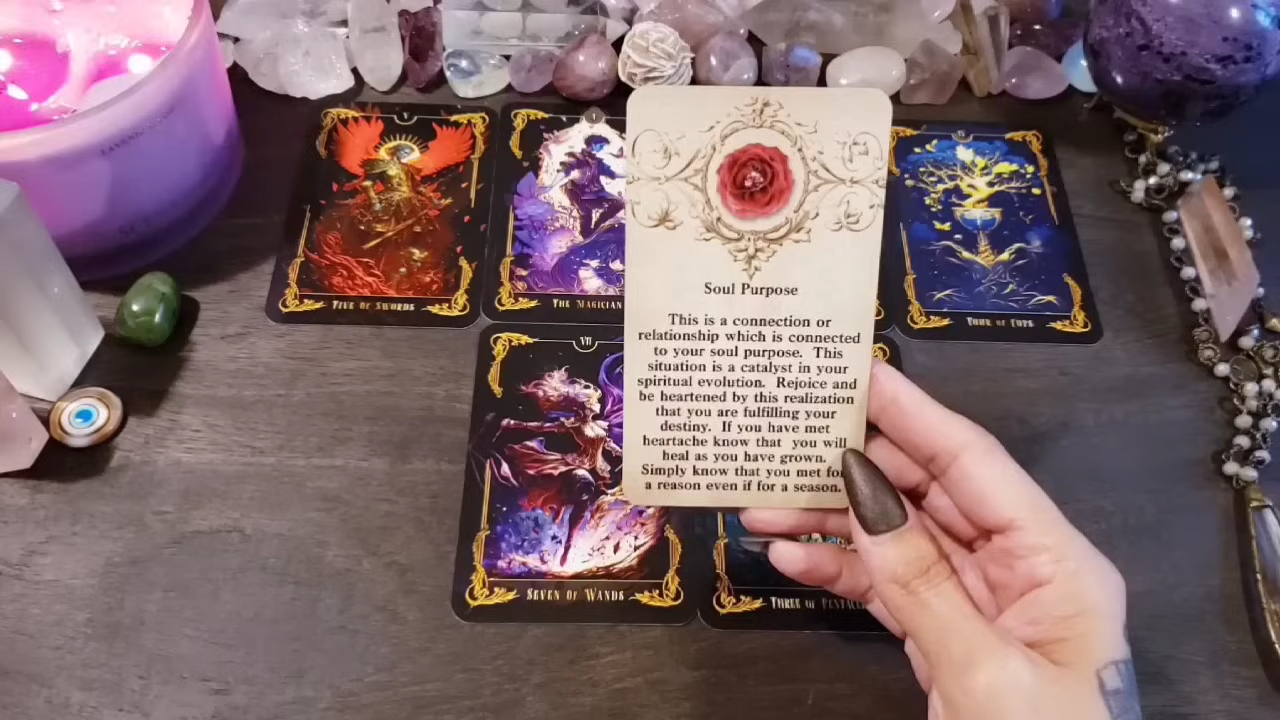 V
FIVE OF SWORDS
I
THE MAGICIAN
Soul Purpose
This is a connection or
relationship which is connected
to your soul purpose. This
situation is a catalyst in your
spiritual evolution. Rejoice and
be heartened by this realization
that you are fulfilling your
destiny. If you have met
heartache know that you will
heal as you have grown.
Simply know that you met for
a reason even if for a season.
FOUR OF CUPS
VII
SEVEN OF WANDS
THREE OF